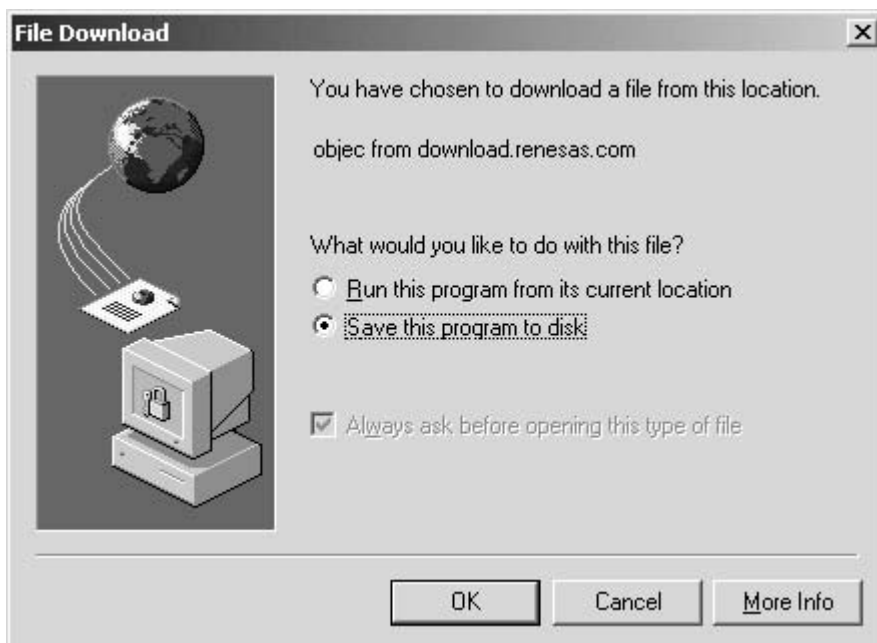 File Download
You have chosen to download a file from this location.
objec from download.renesas.com
What would you like to do with this file?
Run this program from its current location
Save this program to disk
Always ask before opening this type of file
OK
Cancel
More Info